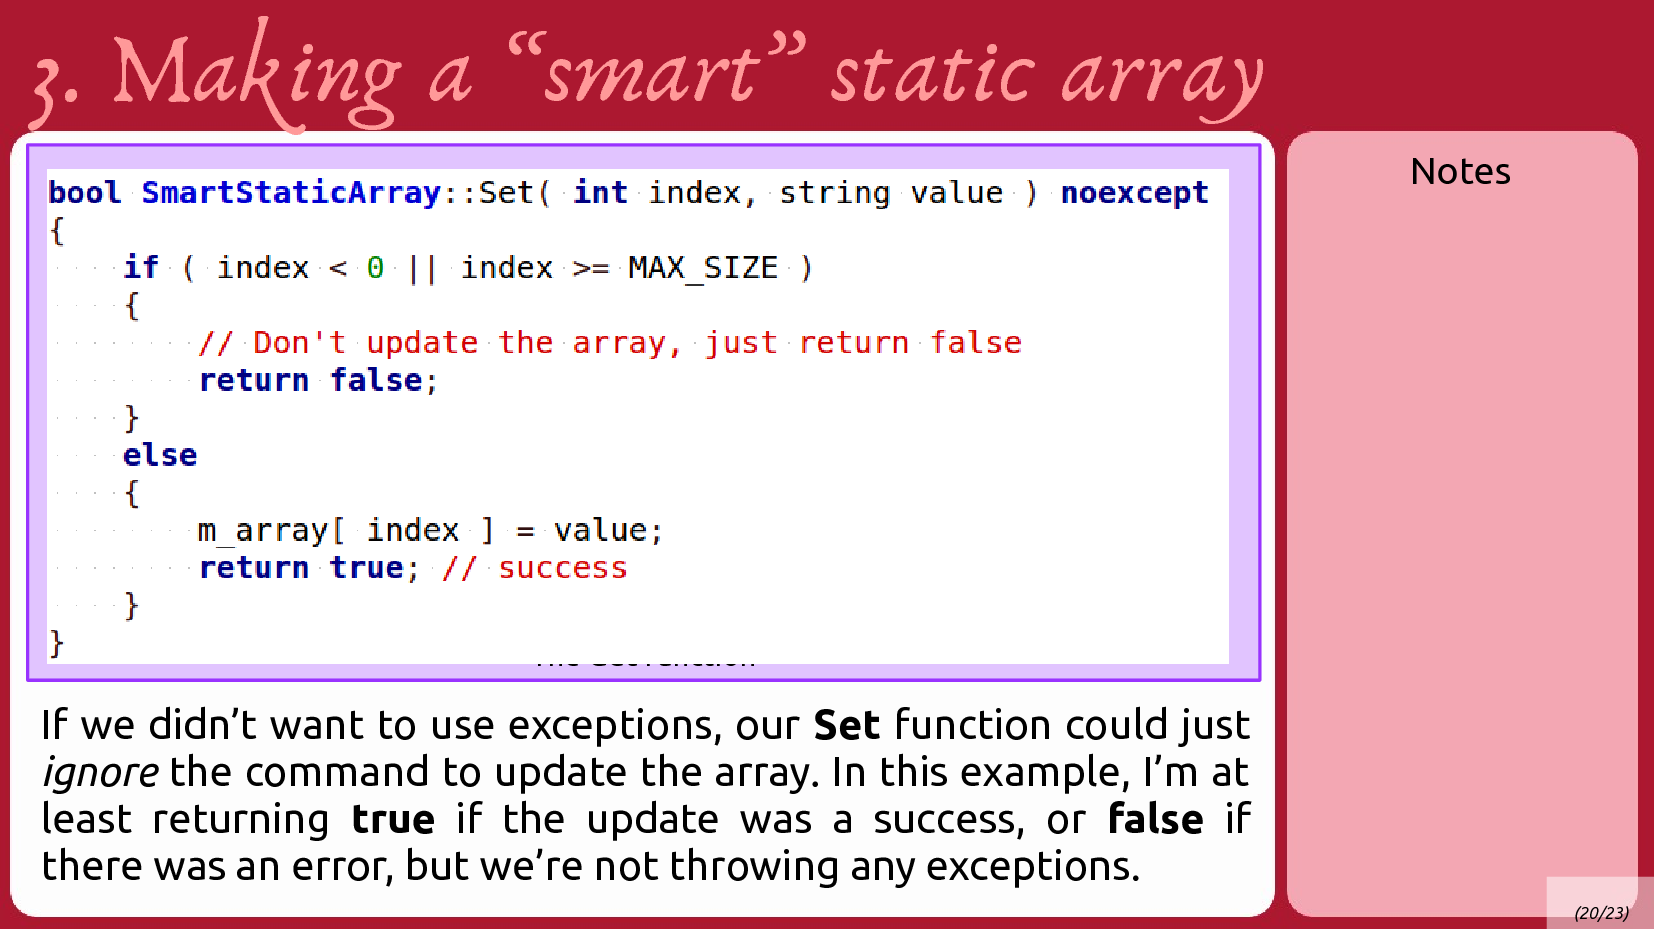 3. Making a “smart” static array
bool SmartStaticArray::Set( int index, string value ) noexcept
{
    if ( index < 0 || index >= MAX_SIZE )
    {
        // Don't update the array, just return false
        return false;
    }
    else
    {
        m_array[ index ] = value;
        return true; // success
    }
}
If we didn’t want to use exceptions, our Set function could just
ignore the command to update the array. In this example, I’m at
least returning true if the update was a success, or false if
there was an error, but we’re not throwing any exceptions.
Notes
(20/23)